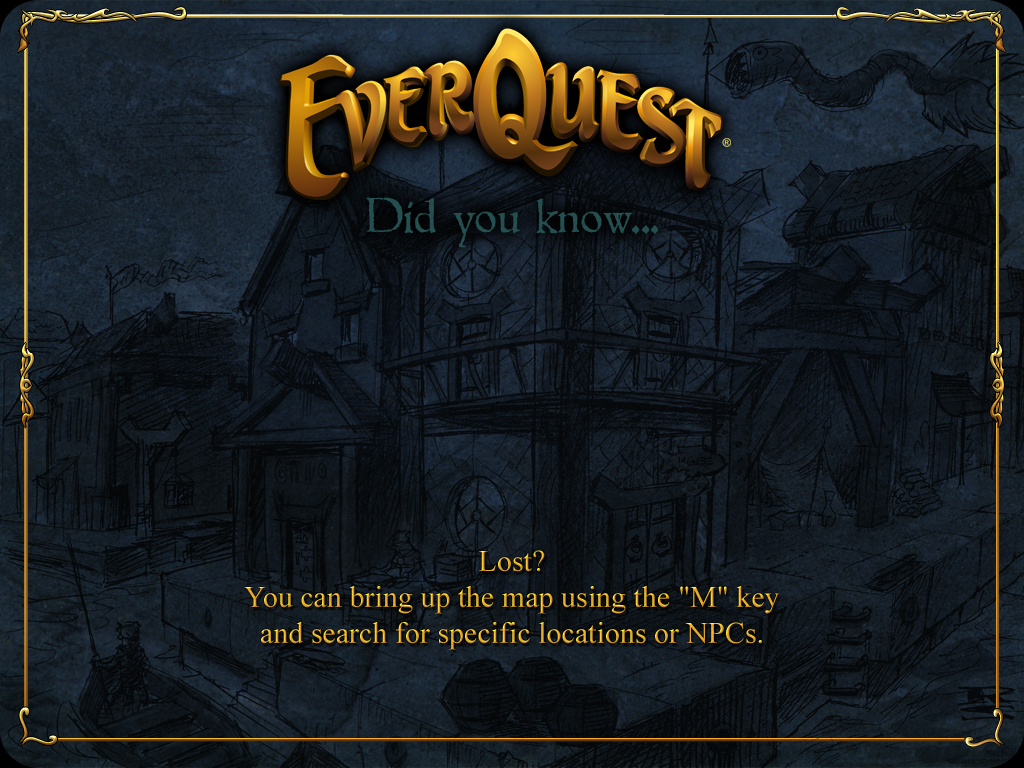 EVERQUEST®
Did you know...
Lost?
You can bring up the map using the "M" key
and search for specific locations or NPCs.